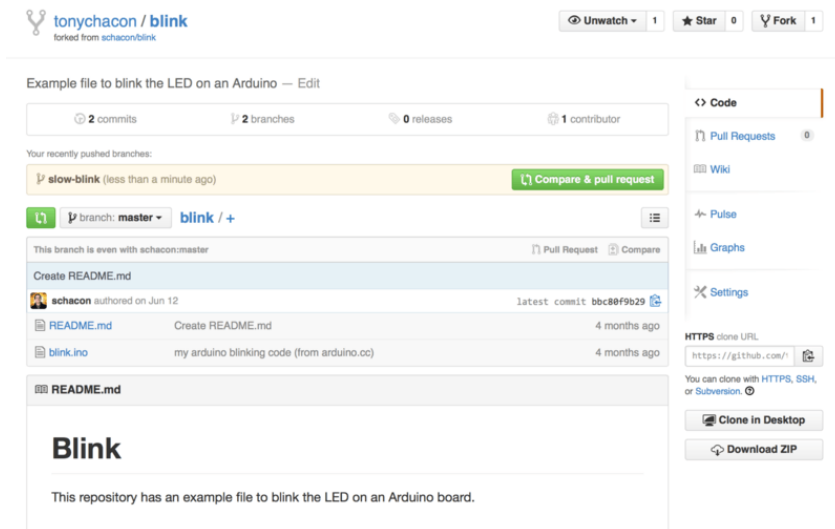 tonychacon / blink
forked from schacon/blink
Unwatch 1 Star 0 Fork 1
Example file to blink the LED on an Arduino — Edit
2 commits 2 branches 0 releases 1 contributor
Your recently pushed branches:
slow-blink (less than a minute ago) Compare & pull request
branch: master blink / +
This branch is even with schacon:master Pull Request Compare
Create README.md
schacon authored on Jun 12 latest commit bbc80f9b29
README.md Create README.md 4 months ago
blink.ino my arduino blinking code (from arduino.cc) 4 months ago
README.md
Blink
This repository has an example file to blink the LED on an Arduino board.
Code
Pull Requests 0
Wiki
Pulse
Graphs
Settings
HTTPS clone URL
https://github.com/
You can clone with HTTPS, SSH,
or Subversion.
Clone in Desktop
Download ZIP